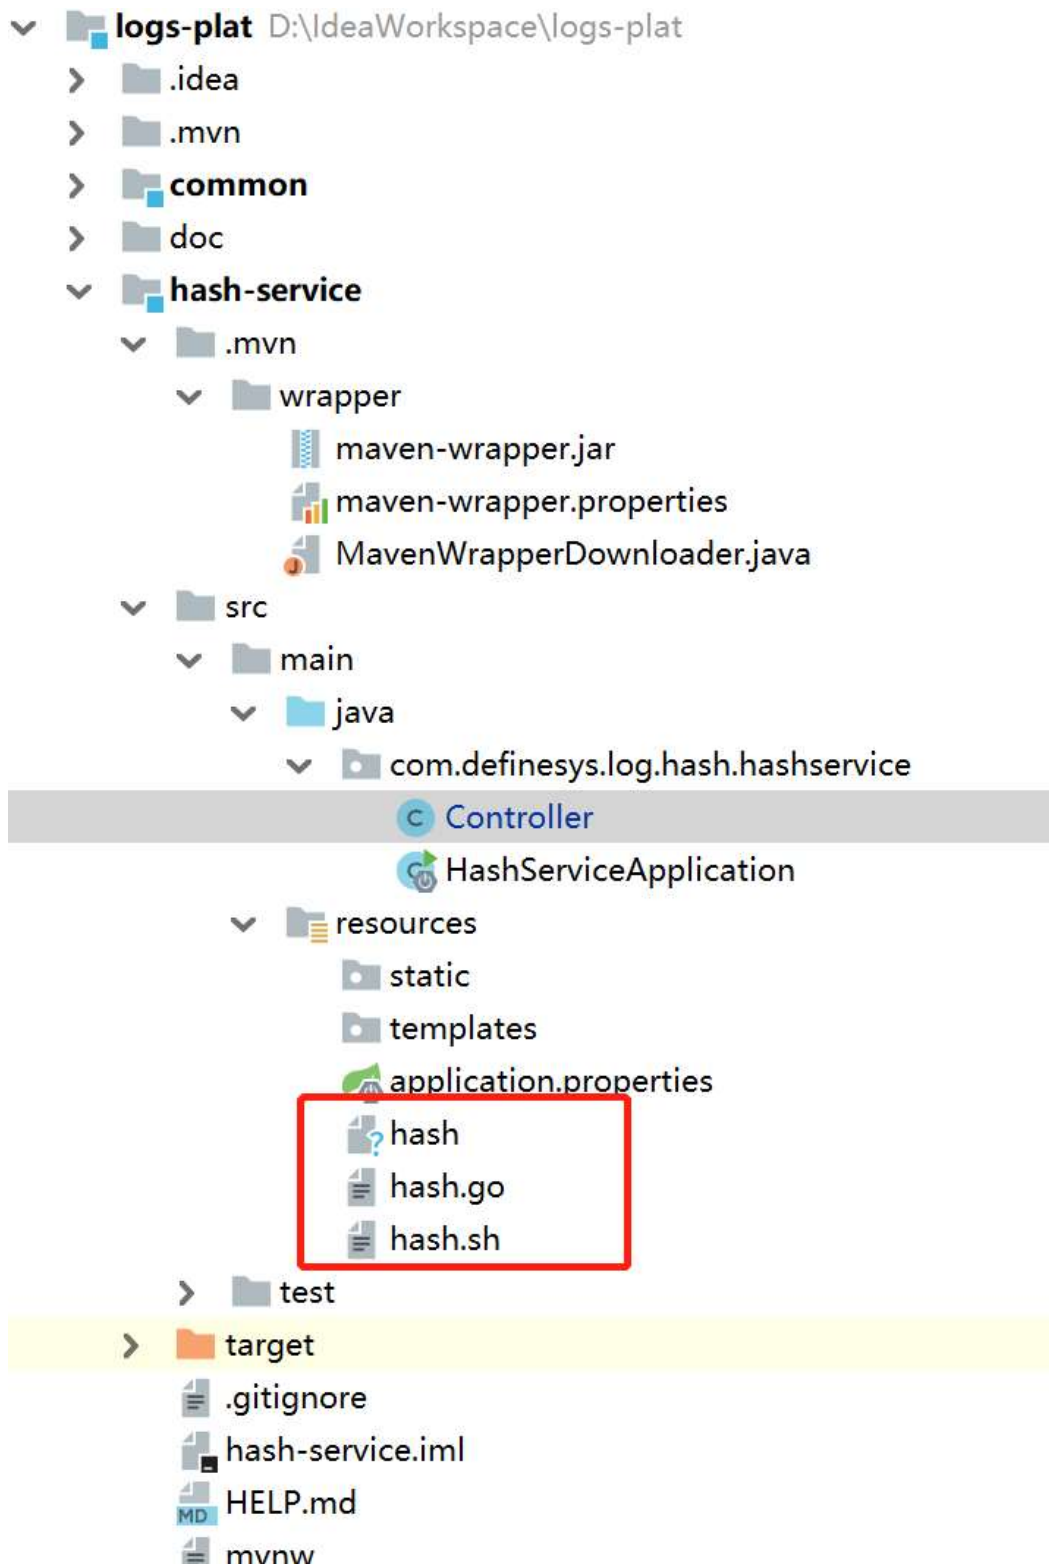 logs-plat D:\IdeaWorkspace\logs-plat
.idea
.mvn
common
doc
hash-service
.mvn
wrapper
maven-wrapper.jar
maven-wrapper.properties
MavenWrapperDownloader.java
src
main
java
com.definesys.log.hash.hashservice
Controller
HashServiceApplication
resources
static
templates
application.properties
hash
hash.go
hash.sh
test
target
.gitignore
hash-service.iml
HELP.md
mvnw